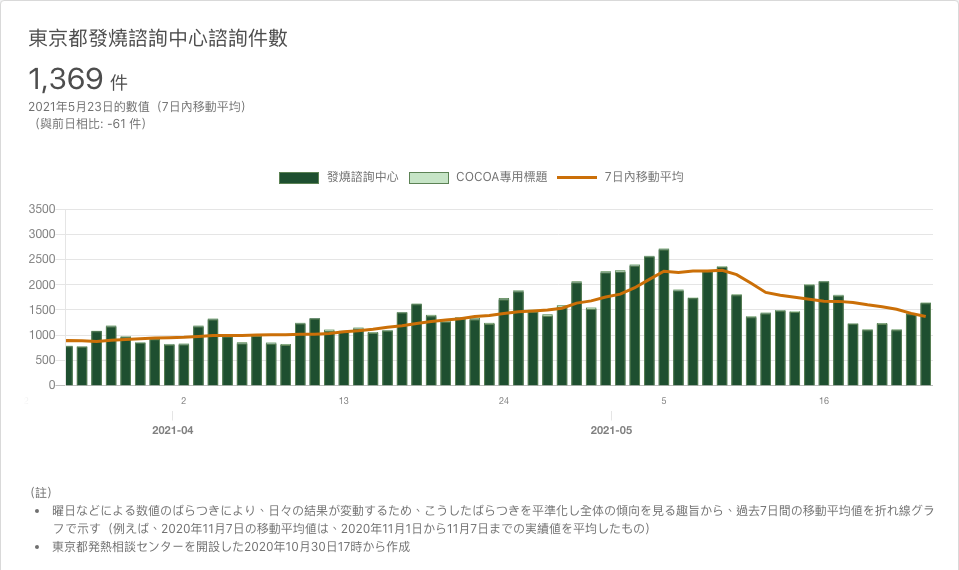 東京都發燒諮詢中心諮詢件數
1,369 件
2021年5月23日的數值（7日內移動平均）
（與前日相比: -61 件）
發燒諮詢中心 COCOA專用標題 7日內移動平均
3500
3000
2500
2000
1500
1000
500
0
2 13 24 5 16
2021-04 2021-05
（註）
• 曜日などによる数値のばらつきにより、日々の結果が変動するため、こうしたばらつきを平準化し全体の傾向を見る趣旨から、過去7日間の移動平均値を折れ線グラ
フで示す（例えば、2020年11月7日の移動平均値は、2020年11月1日から11月7日までの実績値を平均したもの）
• 東京都発熱相談センターを開設した2020年10月30日17時から作成